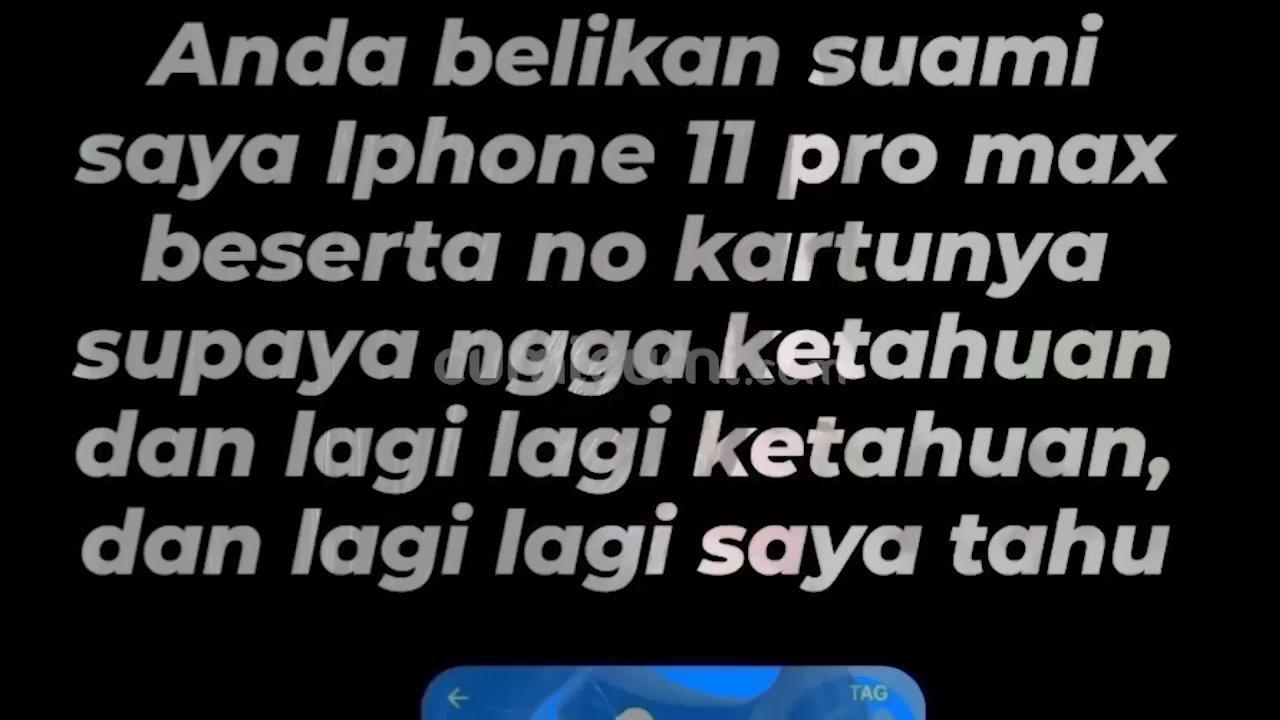 Anda belikan suami
saya Iphone 11 pro max
beserta no kartunya
supaya ngga ketahuan
dan lagi lagi ketahuan,
dan lagi lagi saya tahu
TAG